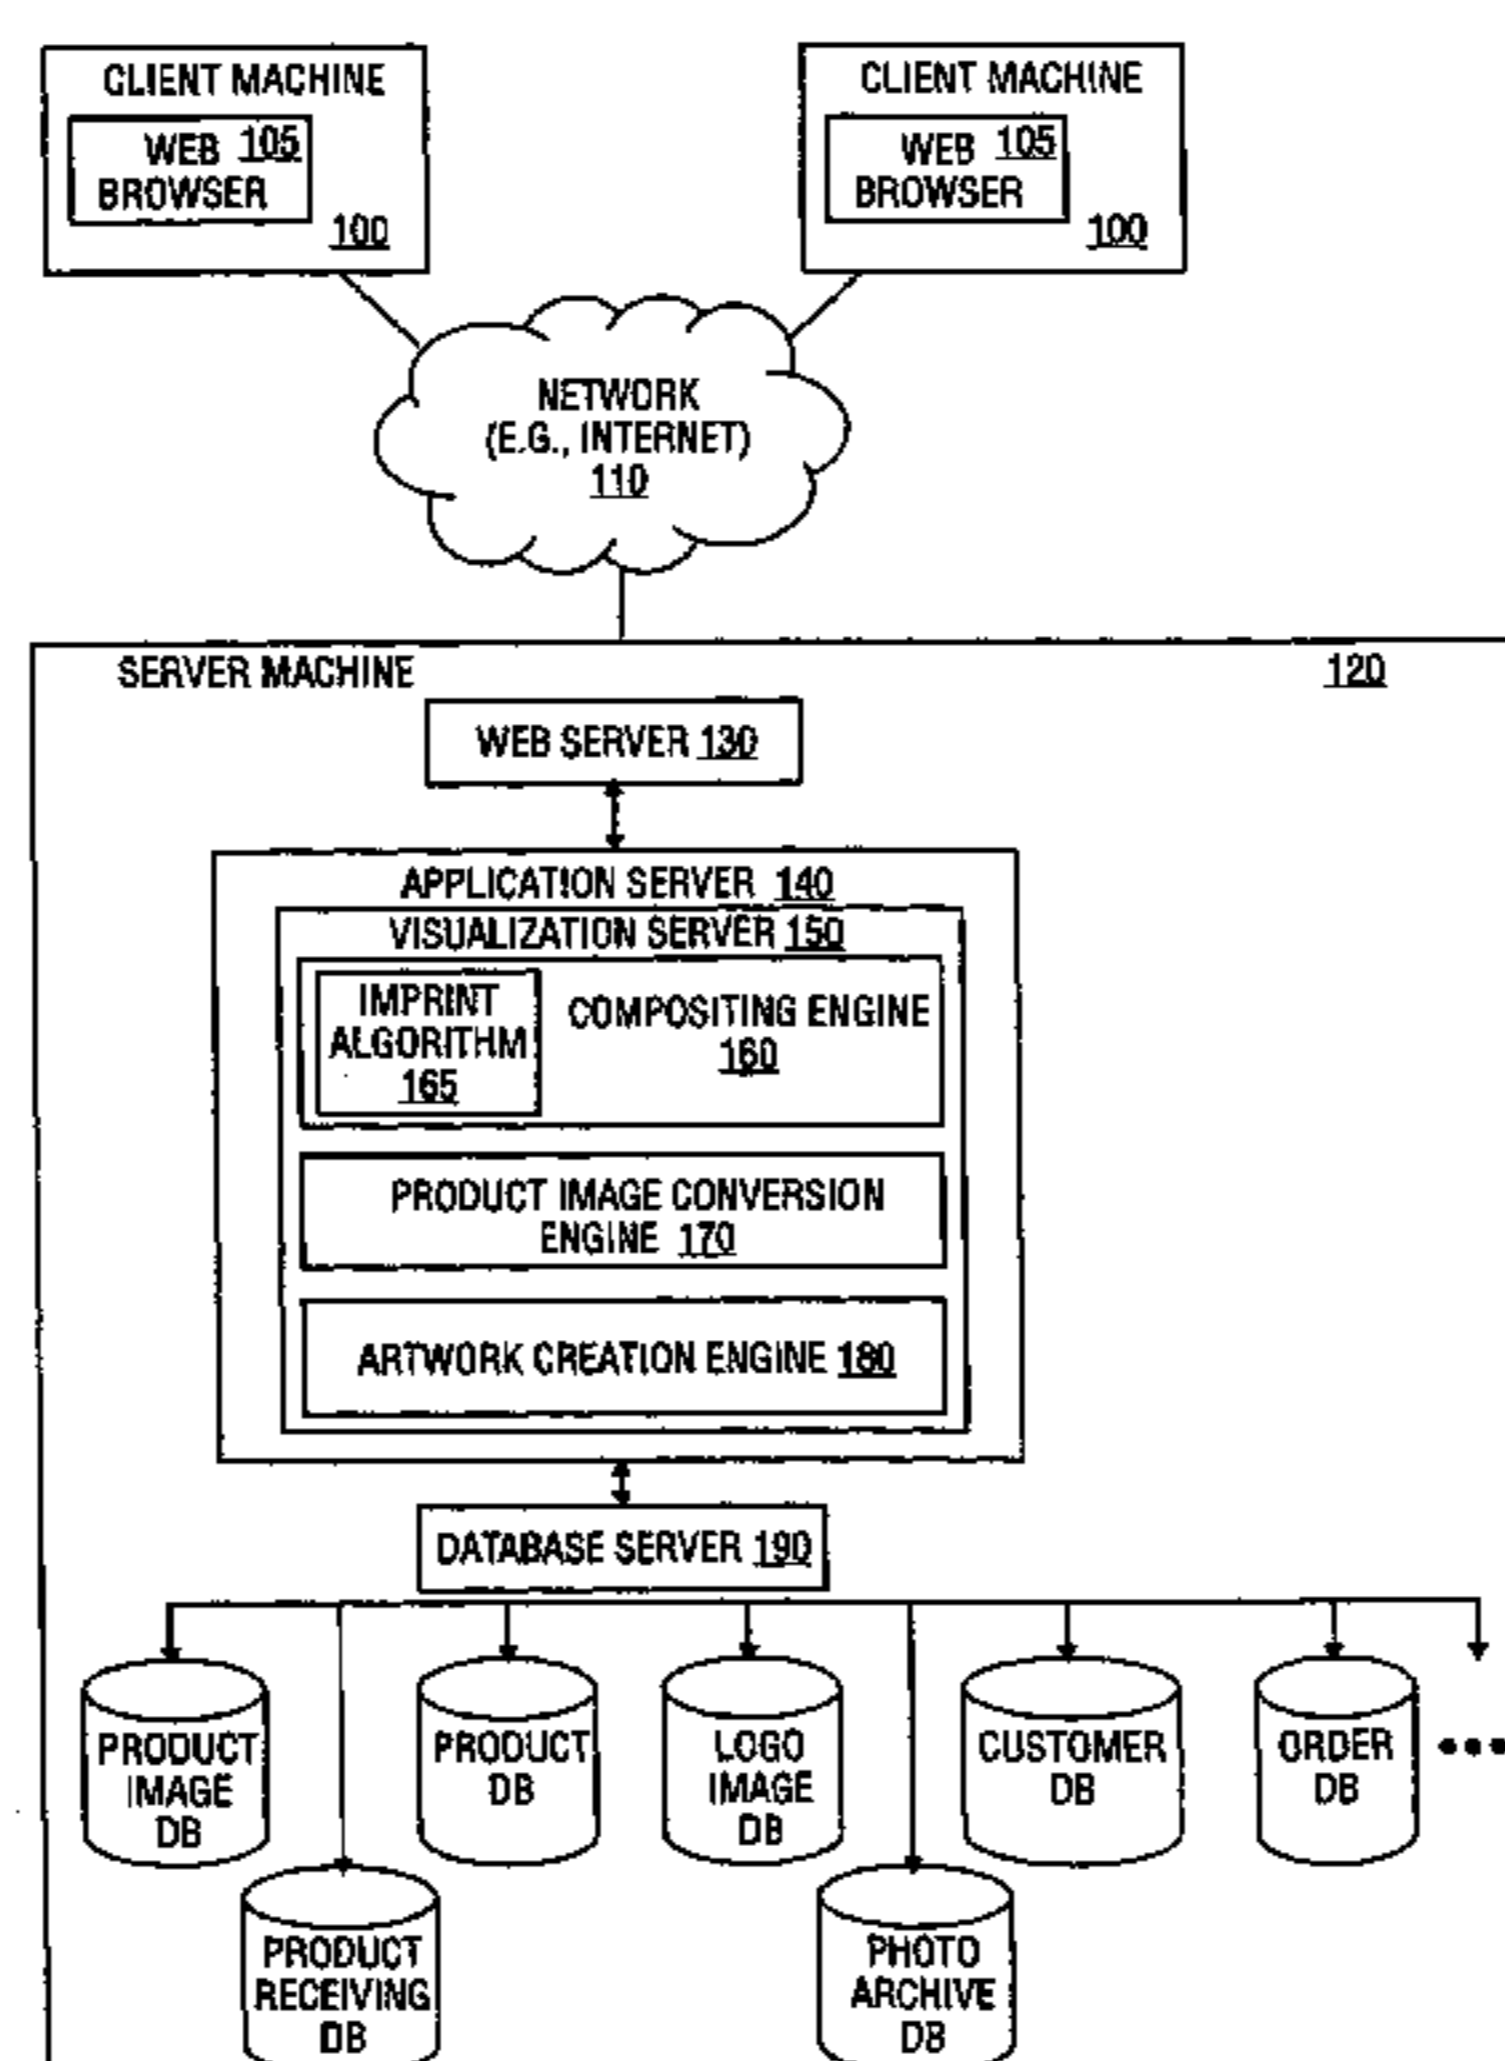 CLIENT MACHINE
WEB 105
BROWSER
100
CLIENT MACHINE
WEB 105
BROWSER
100
NETWORK
(E.G., INTERNET)
110
SERVER MACHINE
120
WEB SERVER 130
APPLICATION SERVER 140
VISUALIZATION SERVER 150
IMPRINT
ALGORITHM
165
COMPOSITING ENGINE
160
PRODUCT IMAGE CONVERSION
ENGINE 170
ARTWORK CREATION ENGINE 180
DATABASE SERVER 190
PRODUCT
IMAGE
DB
PRODUCT
DB
LOGO
IMAGE
DB
CUSTOMER
DB
ORDER
DB
PRODUCT
RECEIVING
DB
PHOTO
ARCHIVE
DB